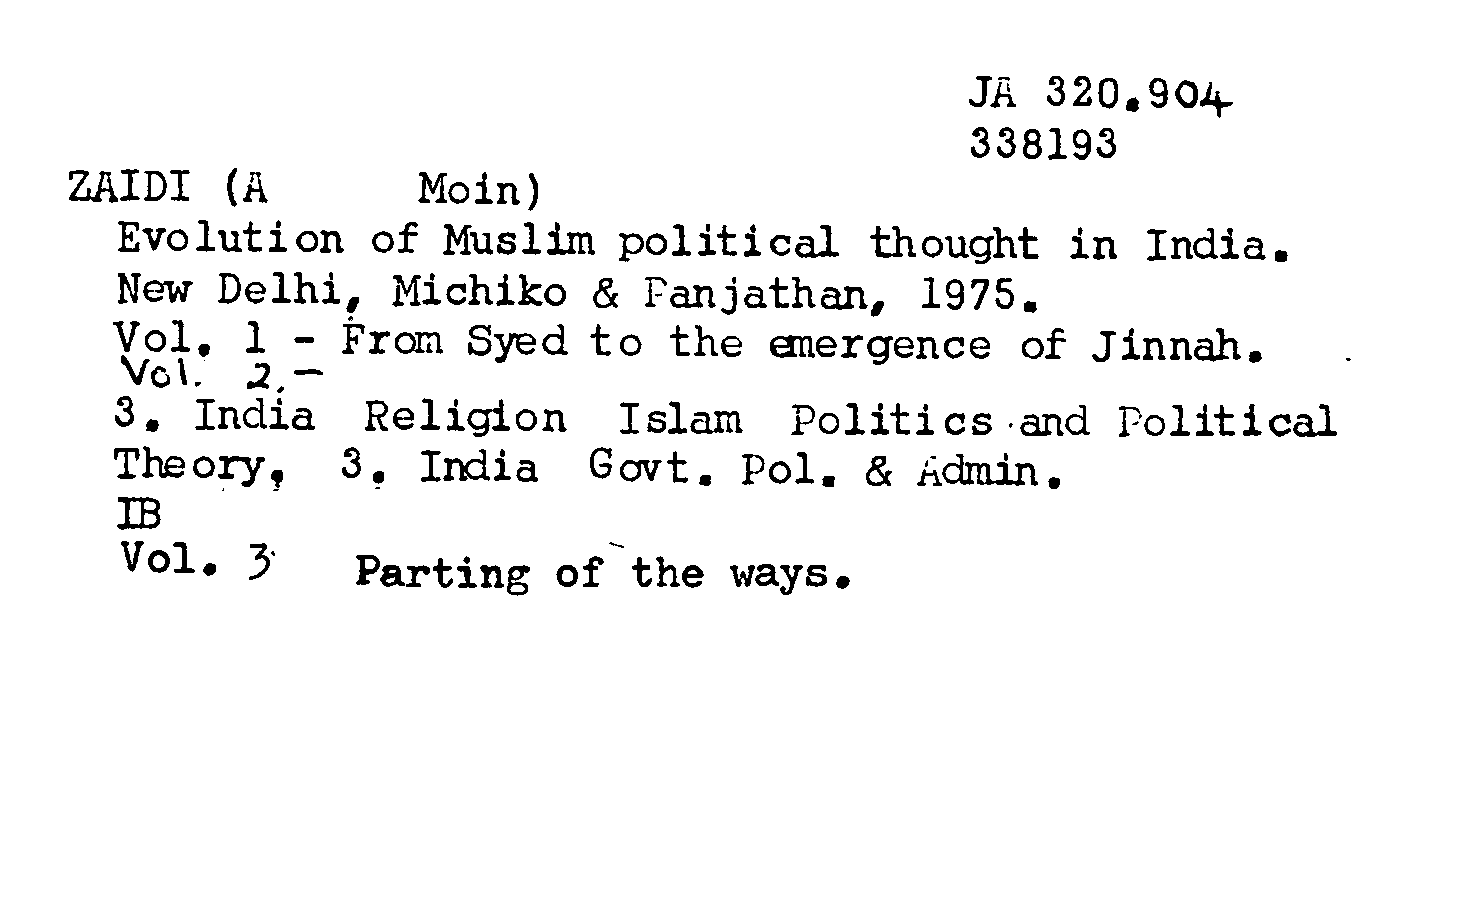 JA 320.904
338193
ZAIDI (A Moin)
Evolution of Muslim political thought in India.
New Delhi, Michiko & Panjathan, 1975.
Vol. 1 - From Syed to the emergence of Jinnah.
Vol. 2.-
3. India Religion Islam Politics and Political
Theory, 3. India Govt. Pol. & Admin.
IB
Vol. 3 Parting of the ways.